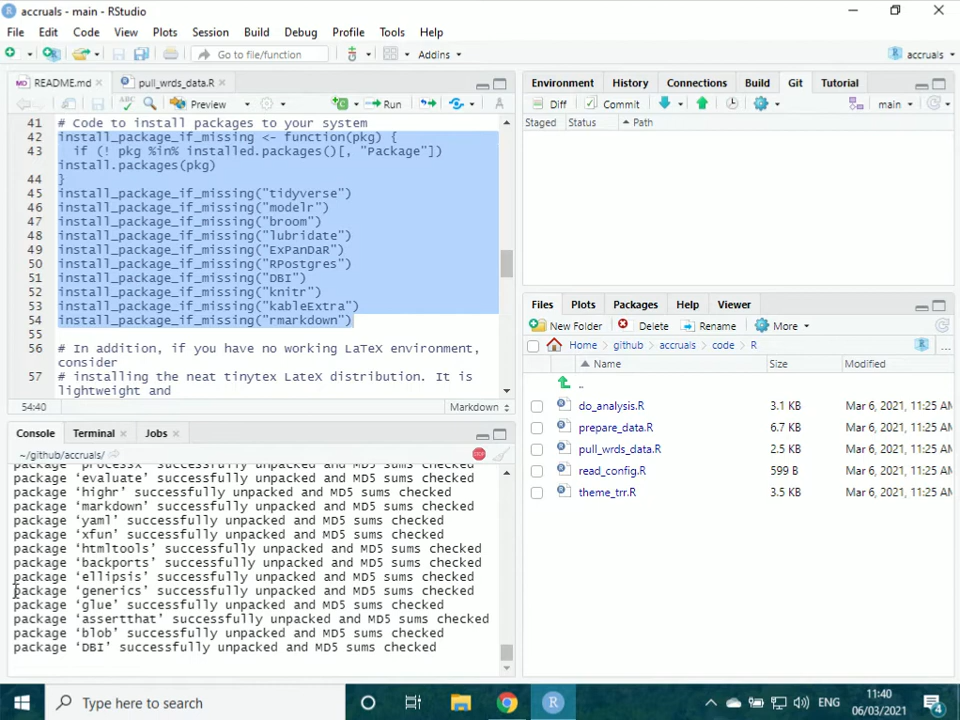 accruals - main - RStudio
File Edit Code View Plots Session Build Debug Profile Tools Help
Go to file/function Addins accruals
README.md pull_wrds_data.R
Preview Run
41 # Code to install packages to your system
42 install_package_if_missing <- function(pkg) {
43 if (! pkg %in% installed.packages()[, "Package"])
install.packages(pkg)
44 }
45 install_package_if_missing("tidyverse")
46 install_package_if_missing("modelr")
47 install_package_if_missing("broom")
48 install_package_if_missing("lubridate")
49 install_package_if_missing("ExPanDaR")
50 install_package_if_missing("RPostgres")
51 install_package_if_missing("DBI")
52 install_package_if_missing("knitr")
53 install_package_if_missing("kableExtra")
54 install_package_if_missing("rmarkdown")
55
56 # In addition, if you have no working LaTeX environment,
consider
57 # installing the neat tinytex LateX distribution. It is
lightweight and
54:40 Markdown
Console Terminal Jobs
~/github/accruals/
package ‘processx’ successfully unpacked and MD5 sums checked
package ‘evaluate’ successfully unpacked and MD5 sums checked
package ‘highr’ successfully unpacked and MD5 sums checked
package ‘markdown’ successfully unpacked and MD5 sums checked
package ‘yaml’ successfully unpacked and MD5 sums checked
package ‘xfun’ successfully unpacked and MD5 sums checked
package ‘htmltools’ successfully unpacked and MD5 sums checked
package ‘backports’ successfully unpacked and MD5 sums checked
package ‘ellipsis’ successfully unpacked and MD5 sums checked
package ‘generics’ successfully unpacked and MD5 sums checked
package ‘glue’ successfully unpacked and MD5 sums checked
package ‘assertthat’ successfully unpacked and MD5 sums checked
package ‘blob’ successfully unpacked and MD5 sums checked
package ‘DBI’ successfully unpacked and MD5 sums checked
Environment History Connections Build Git Tutorial
Diff Commit main
Staged Status Path
Files Plots Packages Help Viewer
New Folder Delete Rename More
Home github accruals code R ...
Name Size Modified
..
do_analysis.R 3.1 KB Mar 6, 2021, 11:25 AM
prepare_data.R 6.7 KB Mar 6, 2021, 11:25 AM
pull_wrds_data.R 2.5 KB Mar 6, 2021, 11:25 AM
read_config.R 599 B Mar 6, 2021, 11:25 AM
theme_trr.R 3.5 KB Mar 6, 2021, 11:25 AM
Type here to search
ENG
11:40
06/03/2021
4